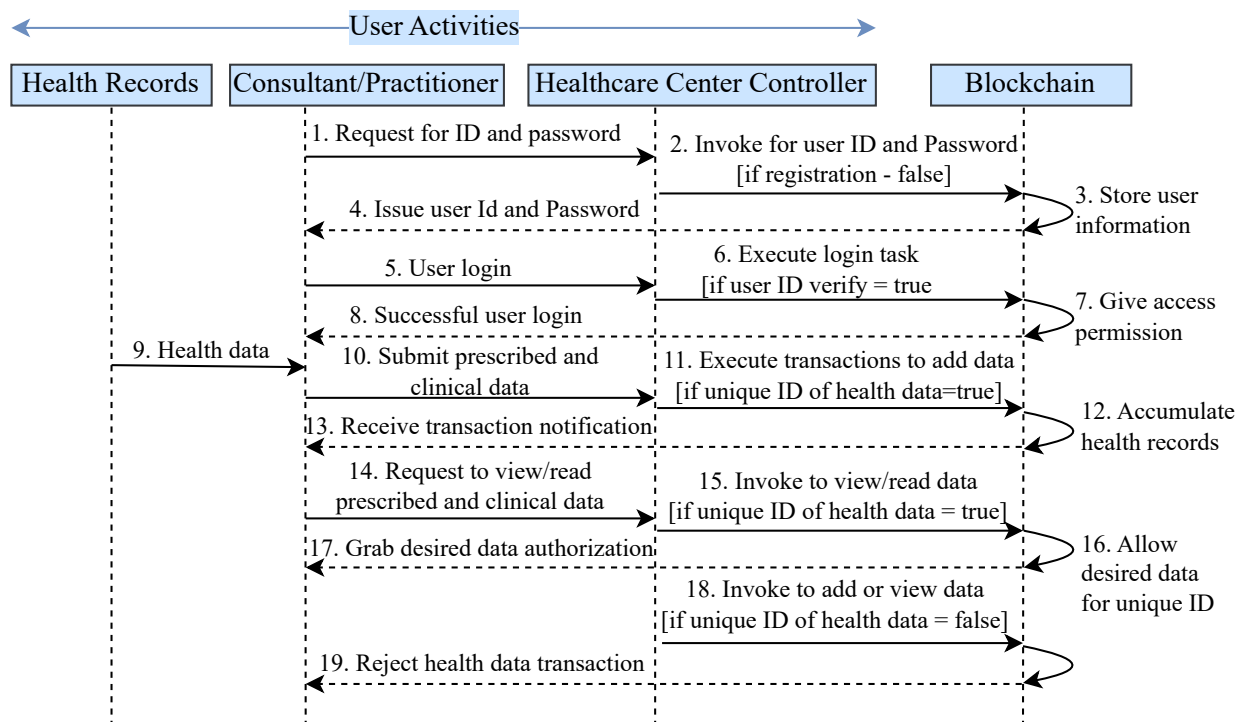 User Activities
Health Records
Consultant/Practitioner
Healthcare Center Controller
Blockchain
1. Request for ID and password
2. Invoke for user ID and Password
[if registration - false]
3. Store user
information
4. Issue user Id and Password
5. User login
6. Execute login task
[if user ID verify = true
7. Give access
permission
8. Successful user login
9. Health data
10. Submit prescribed and
clinical data
11. Execute transactions to add data
[if unique ID of health data=true]
12. Accumulate
health records
13. Receive transaction notification
14. Request to view/read
prescribed and clinical data
15. Invoke to view/read data
[if unique ID of health data = true]
16. Allow
desired data
for unique ID
17. Grab desired data authorization
18. Invoke to add or view data
[if unique ID of health data = false]
19. Reject health data transaction